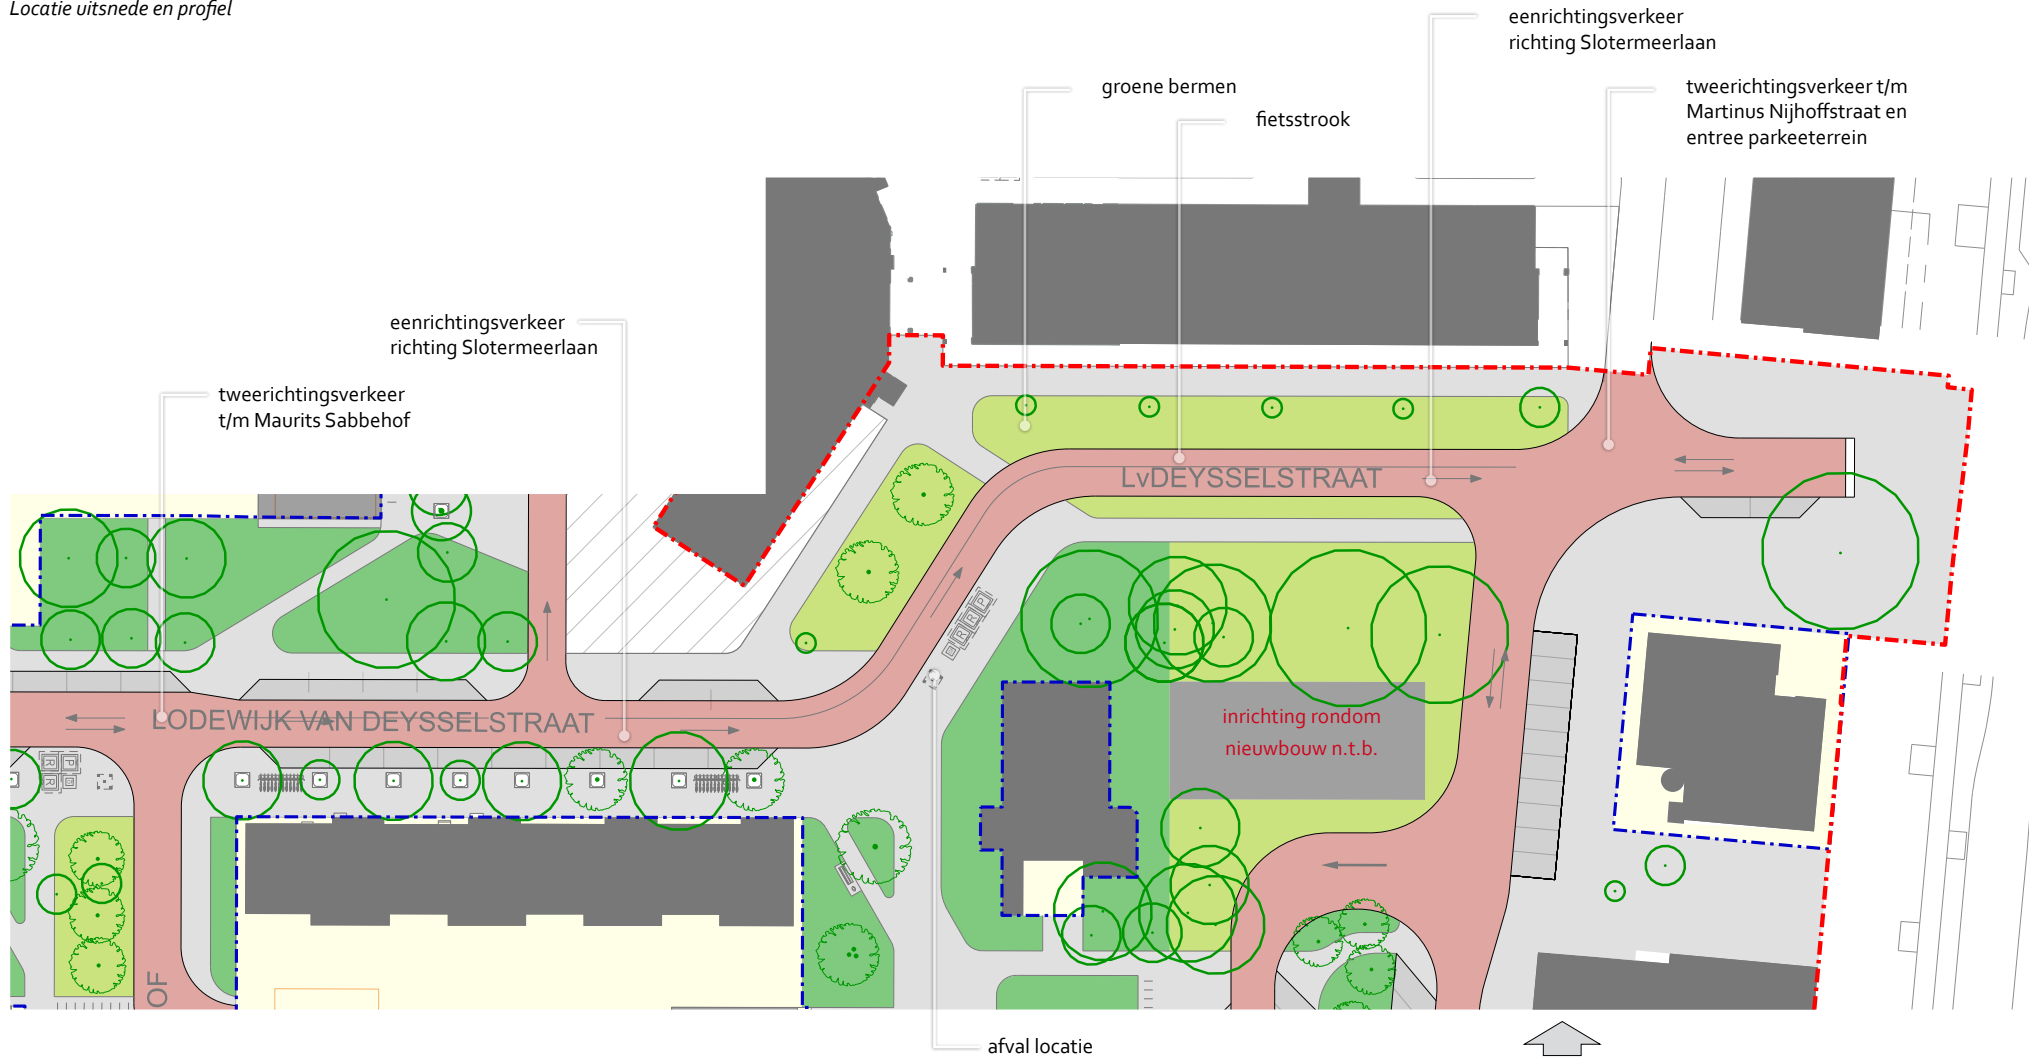 Locatie uitsnede en profiel
eenrichtingsverkeer
richting Slotermeerlaan
groene bermen
fietsstrook
tweerichtingsverkeer t/m
Martinus Nijhoffstraat en
entree parkeeterrein
eenrichtingsverkeer
richting Slotermeerlaan
tweerichtingsverkeer
t/m Maurits Sabbehof
LvDEYSSELSTRAAT
P
R
R
LODEWIJK VAN DEYSSELSTRAAT
inrichting rondom
nieuwbouw n.t.b.
R P
R
OF
afval locatie